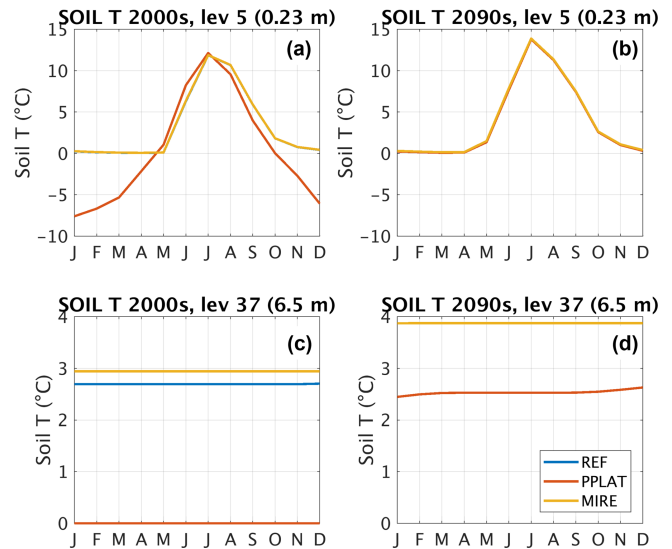 SOIL T 2000s, lev 5 (0.23 m)
(a)
Soil T (°C)
15
10
5
0
−5
−10
J F M A M J J A S O N D
SOIL T 2090s, lev 5 (0.23 m)
(b)
Soil T (°C)
15
10
5
0
−5
−10
J F M A M J J A S O N D
SOIL T 2000s, lev 37 (6.5 m)
(c)
Soil T (°C)
4
3
2
1
0
J F M A M J J A S O N D
SOIL T 2090s, lev 37 (6.5 m)
(d)
Soil T (°C)
4
3
2
1
0
J F M A M J J A S O N D
REF
PPLAT
MIRE